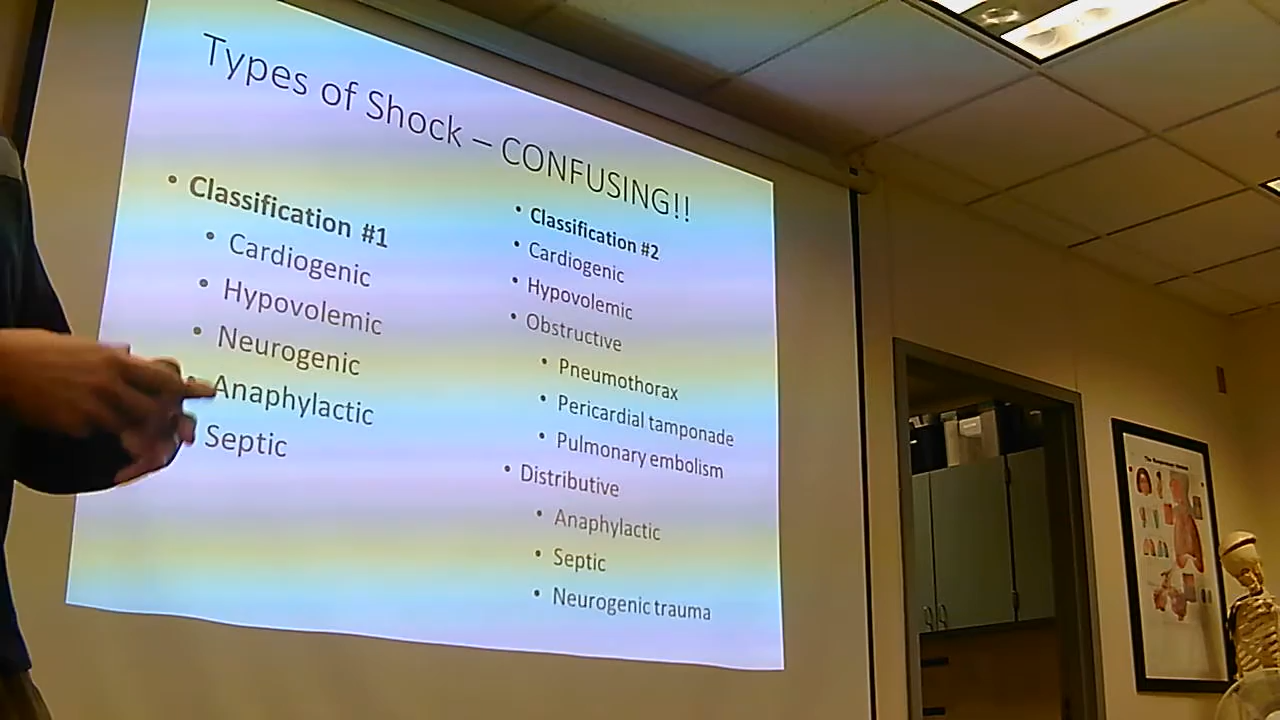 Types of Shock – CONFUSING!!
• Classification #1
• Cardiogenic
• Hypovolemic
• Neurogenic
• Anaphylactic
Septic
• Classification #2
• Cardiogenic
• Hypovolemic
• Obstructive
• Pneumothorax
• Pericardial tamponade
• Pulmonary embolism
• Distributive
• Anaphylactic
• Septic
• Neurogenic trauma